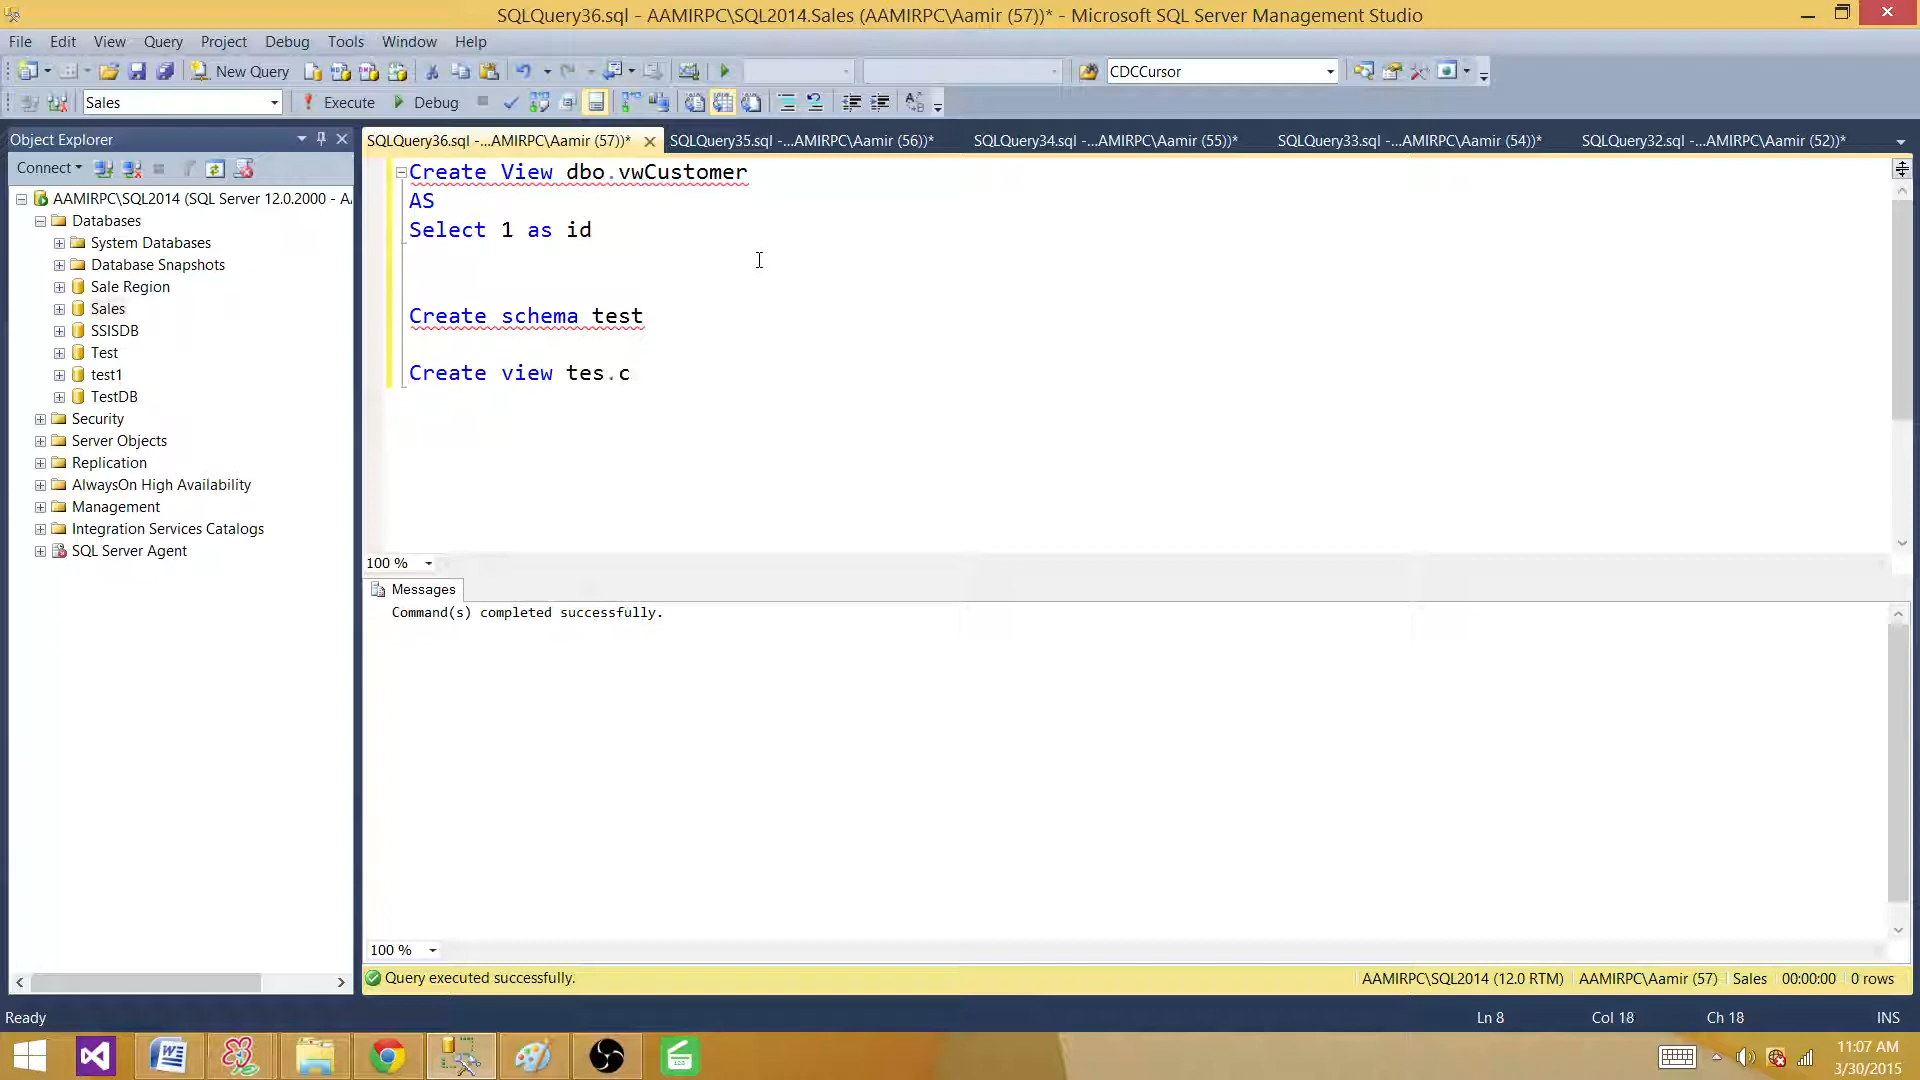 SQLQuery36.sql - AAMIRPC\SQL2014.Sales (AAMIRPC\Aamir (57))* - Microsoft SQL Server Management Studio
File Edit View Query Project Debug Tools Window Help
New Query CDCCursor
Sales Execute Debug
Object Explorer
SQLQuery36.sql -...AMIRPC\Aamir (57))* SQLQuery35.sql -...AMIRPC\Aamir (56))* SQLQuery34.sql -...AMIRPC\Aamir (55))* SQLQuery33.sql -...AMIRPC\Aamir (54))* SQLQuery32.sql -...AMIRPC\Aamir (52))*
Connect
AAMIRPC\SQL2014 (SQL Server 12.0.2000 - A
Databases
System Databases
Database Snapshots
Sale Region
Sales
SSISDB
Test
test1
TestDB
Security
Server Objects
Replication
AlwaysOn High Availability
Management
Integration Services Catalogs
SQL Server Agent
Create View dbo.vwCustomer
AS
Select 1 as id
Create schema test
Create view tes.c
100 %
Messages
Command(s) completed successfully.
100 %
Query executed successfully. AAMIRPC\SQL2014 (12.0 RTM) AAMIRPC\Aamir (57) Sales 00:00:00 0 rows
Ready Ln 8 Col 18 Ch 18 INS
11:07 AM
3/30/2015